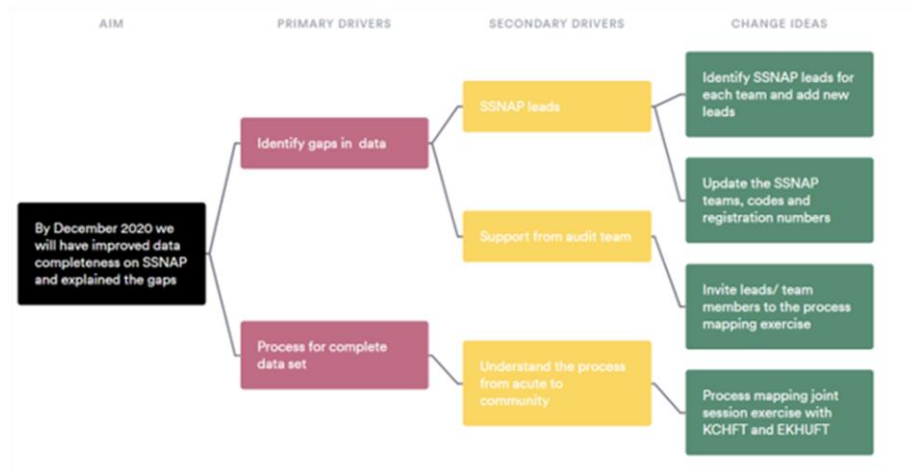 AIM
PRIMARY DRIVERS
SECONDARY DRIVERS
CHANGE IDEAS
By December 2020 we
will have improved data
completeness on SSNAP
and explained the gaps
Identify gaps in data
Process for complete
data set
SSNAP leads
Support from audit team
Understand the process
from acute to
community
Identify SSNAP leads for
each team and add new
leads
Update the SSNAP
teams, codes and
registration numbers
Invite leads/ team
members to the process
mapping exercise
Process mapping joint
session exercise with
KCHFT and EKHUFT